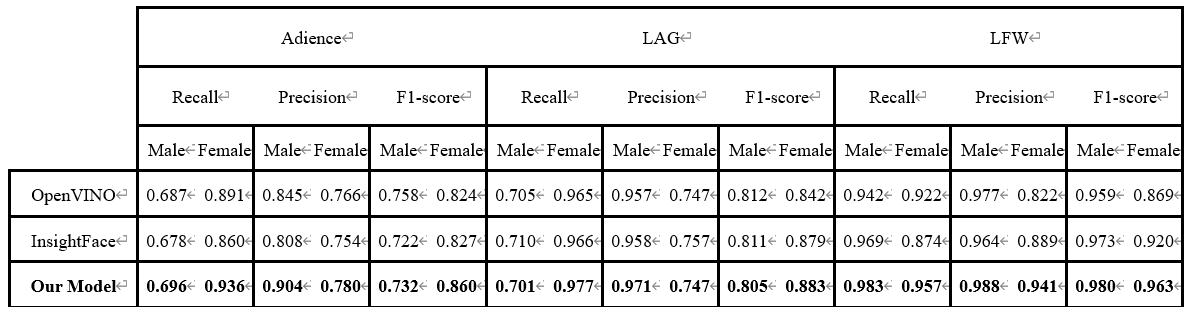 Adience LAG LFW
Recall Precision F1-score Recall Precision F1-score Recall Precision F1-score
Male Female Male Female Male Female Male Female Male Female Male Female Male Female Male Female Male Female
OpenVINO 0.687 0.891 0.845 0.766 0.758 0.824 0.705 0.965 0.957 0.747 0.812 0.842 0.942 0.922 0.977 0.822 0.959 0.869
InsightFace 0.678 0.860 0.808 0.754 0.722 0.827 0.710 0.966 0.958 0.757 0.811 0.879 0.969 0.874 0.964 0.889 0.973 0.920
Our Model 0.696 0.936 0.904 0.780 0.732 0.860 0.701 0.977 0.971 0.747 0.805 0.883 0.983 0.957 0.988 0.941 0.980 0.963